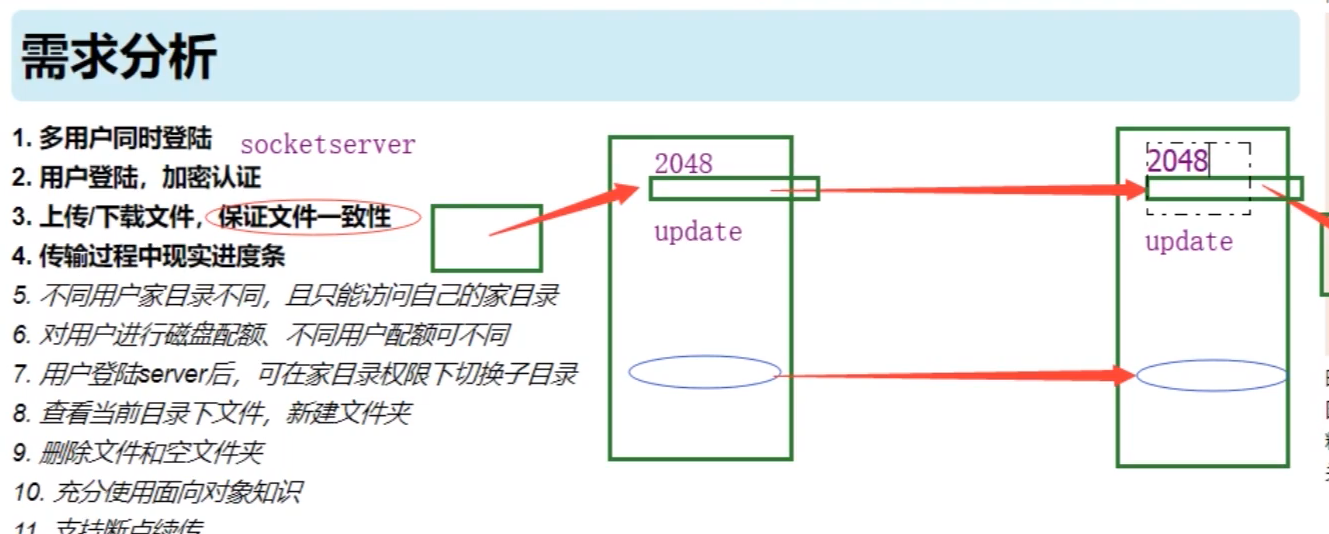 需求分析
1. 多用户同时登陆 socketserver
2. 用户登陆，加密认证
3. 上传/下载文件，保证文件一致性
4. 传输过程中现实进度条
5. 不同用户家目录不同，且只能访问自己的家目录
6. 对用户进行磁盘配额、不同用户配额可不同
7. 用户登陆server后，可在家目录权限下切换子目录
8. 查看当前目录下文件，新建文件夹
9. 删除文件和空文件夹
10. 充分使用面向对象知识
11. 支持断点续传
2048
update
2048
update